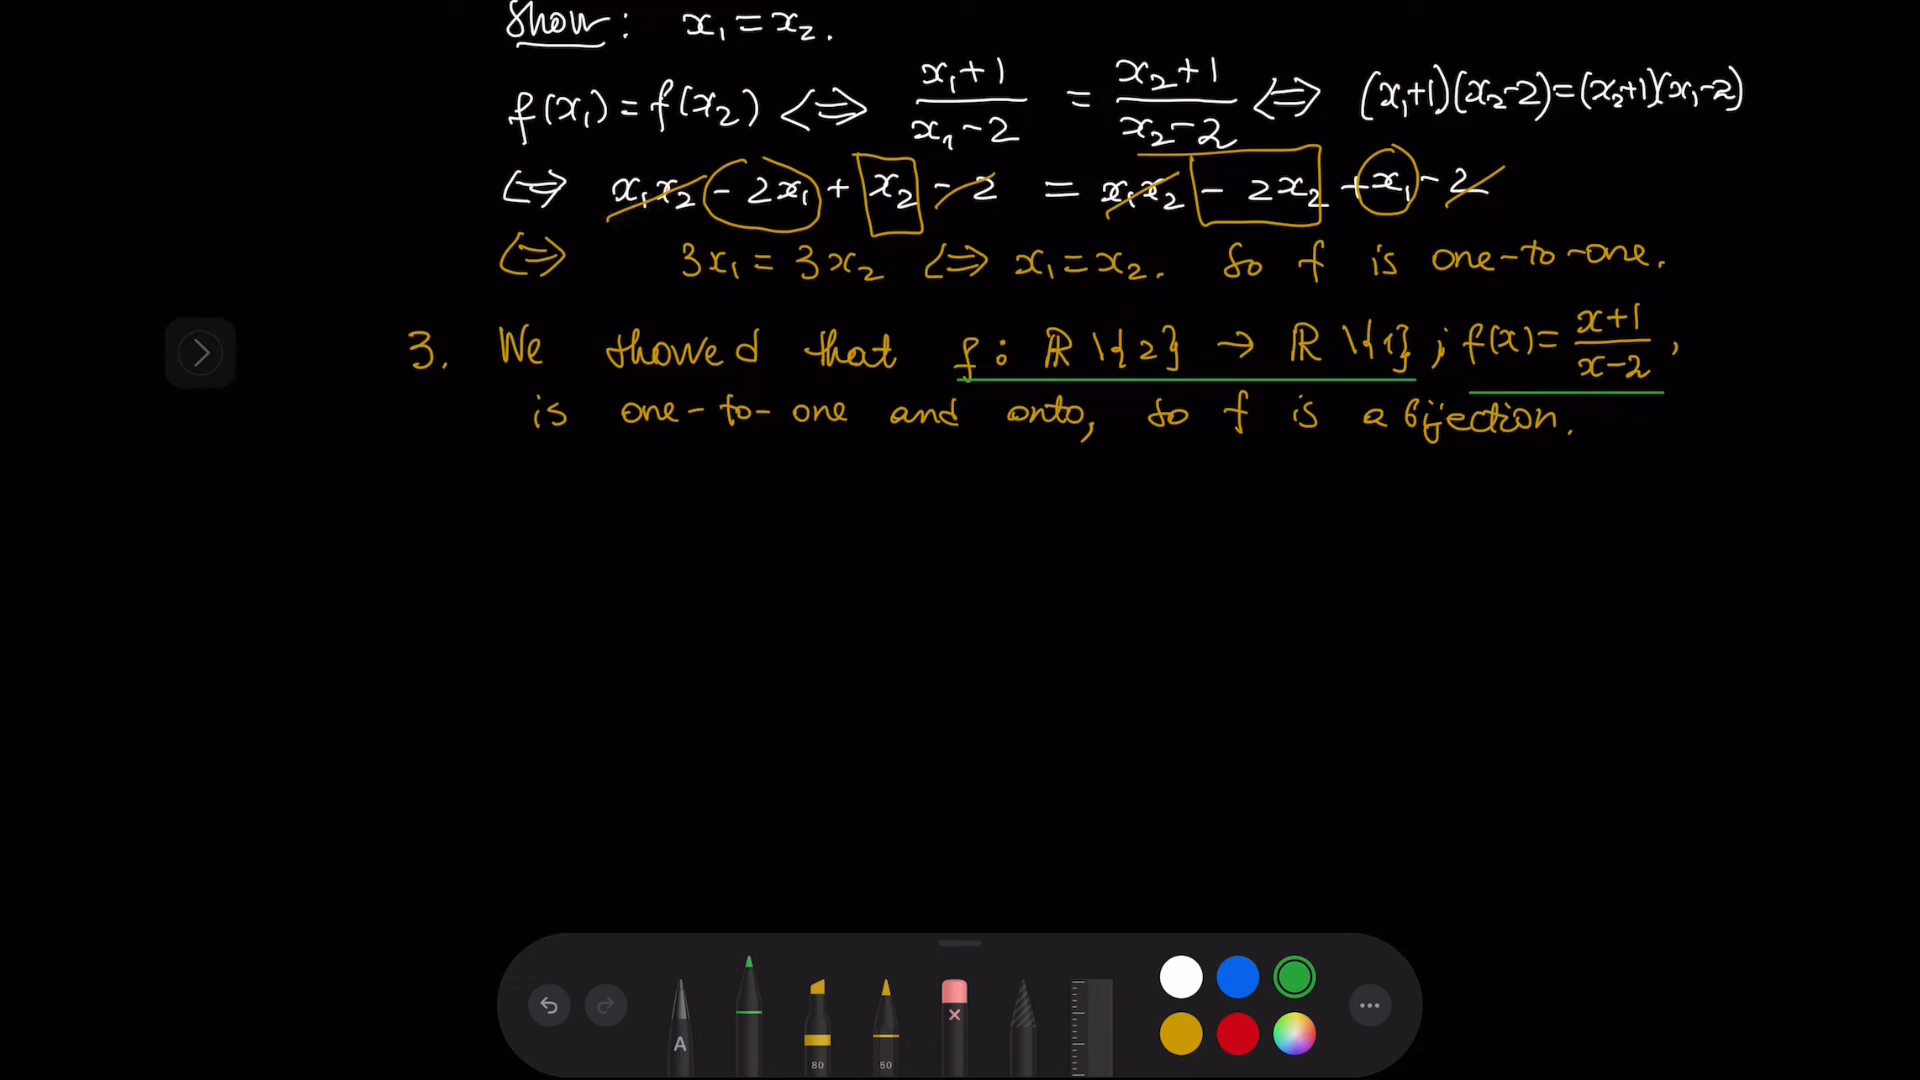 Show: x₁ = x₂.
f(x₁) = f(x₂) ⟺ (x₁+1)/(x₁-2) = (x₂+1)/(x₂-2) ⟺ (x₁+1)(x₂-2)=(x₂+1)(x₁-2)
⟺ x₁x₂ - 2x₁ + x₂ - 2 = x₁x₂ - 2x₂ + x₁ - 2
⟺ 3x₁ = 3x₂ ⟺ x₁ = x₂. So f is one-to-one.
3. We showed that f: ℝ\{2} → ℝ\{1}; f(x) = (x+1)/(x-2),
is one-to-one and onto, so f is a bijection.
A 80 50